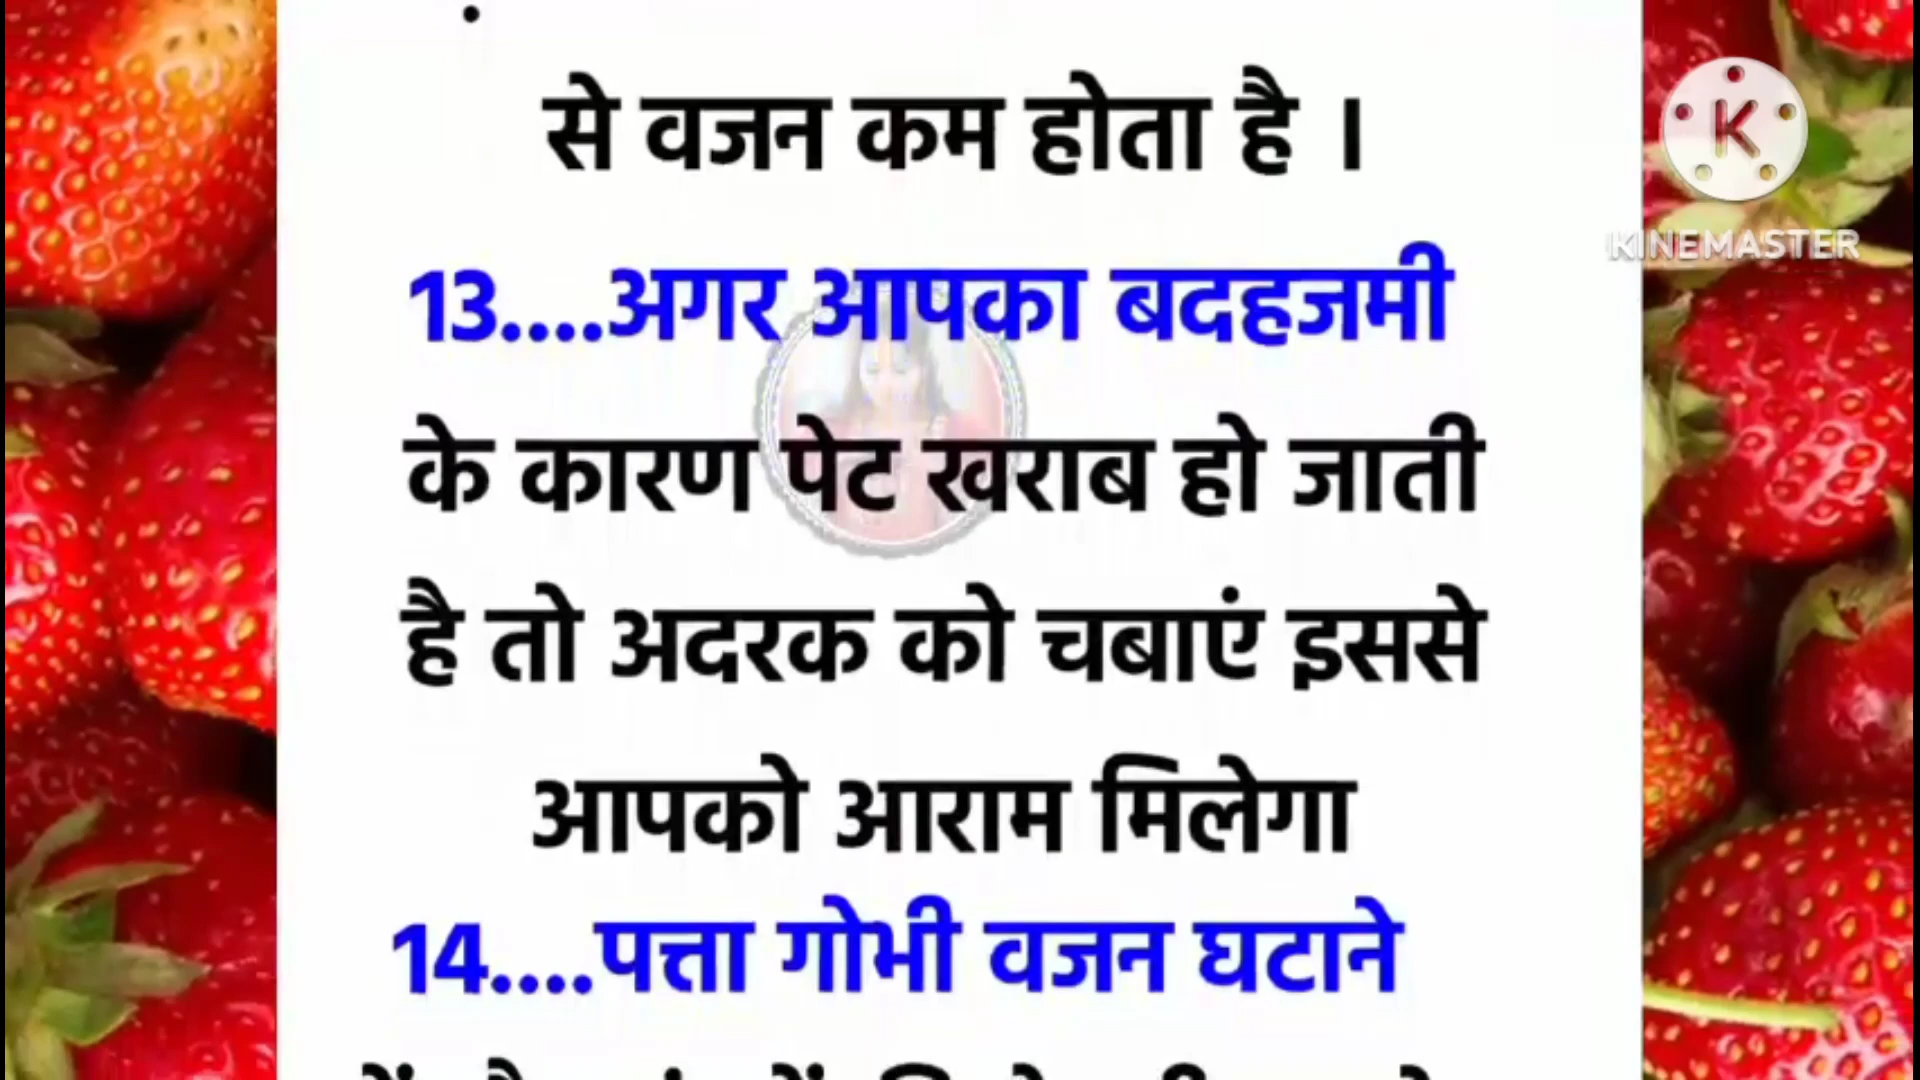 से वजन कम होता है ।
KINEMASTER
13....अगर आपका बदहजमी
के कारण पेट खराब हो जाती
है तो अदरक को चबाएं इससे
आपको आराम मिलेगा
14....पत्ता गोभी वजन घटाने